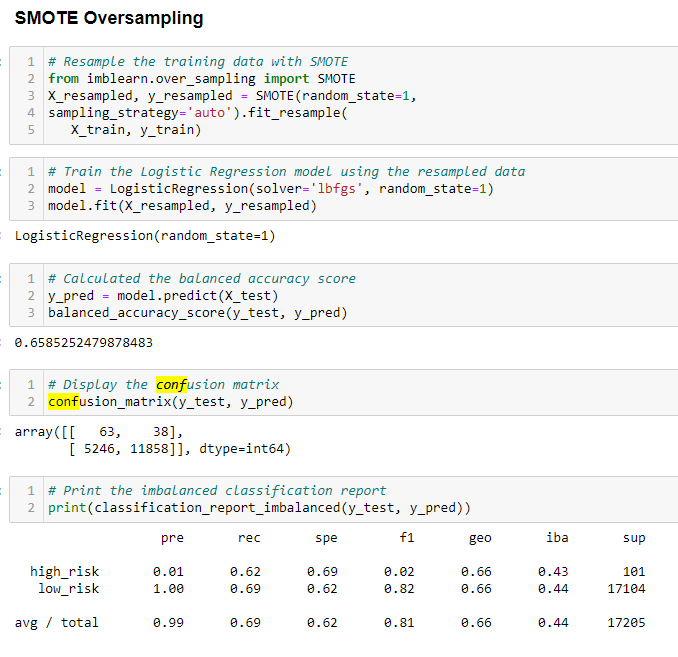 SMOTE Oversampling
1 # Resample the training data with SMOTE
2 from imblearn.over_sampling import SMOTE
3 X_resampled, y_resampled = SMOTE(random_state=1,
4 sampling_strategy='auto').fit_resample(
5    X_train, y_train)
1 # Train the Logistic Regression model using the resampled data
2 model = LogisticRegression(solver='lbfgs', random_state=1)
3 model.fit(X_resampled, y_resampled)
LogisticRegression(random_state=1)
1 # Calculated the balanced accuracy score
2 y_pred = model.predict(X_test)
3 balanced_accuracy_score(y_test, y_pred)
0.6585252479878483
1 # Display the confusion matrix
2 confusion_matrix(y_test, y_pred)
array([[   63,    38],
       [ 5246, 11858]], dtype=int64)
1 # Print the imbalanced classification report
2 print(classification_report_imbalanced(y_test, y_pred))
pre rec spe f1 geo iba sup
high_risk 0.01 0.62 0.69 0.02 0.66 0.43 101
low_risk 1.00 0.69 0.62 0.82 0.66 0.44 17104
avg / total 0.99 0.69 0.62 0.81 0.66 0.44 17205